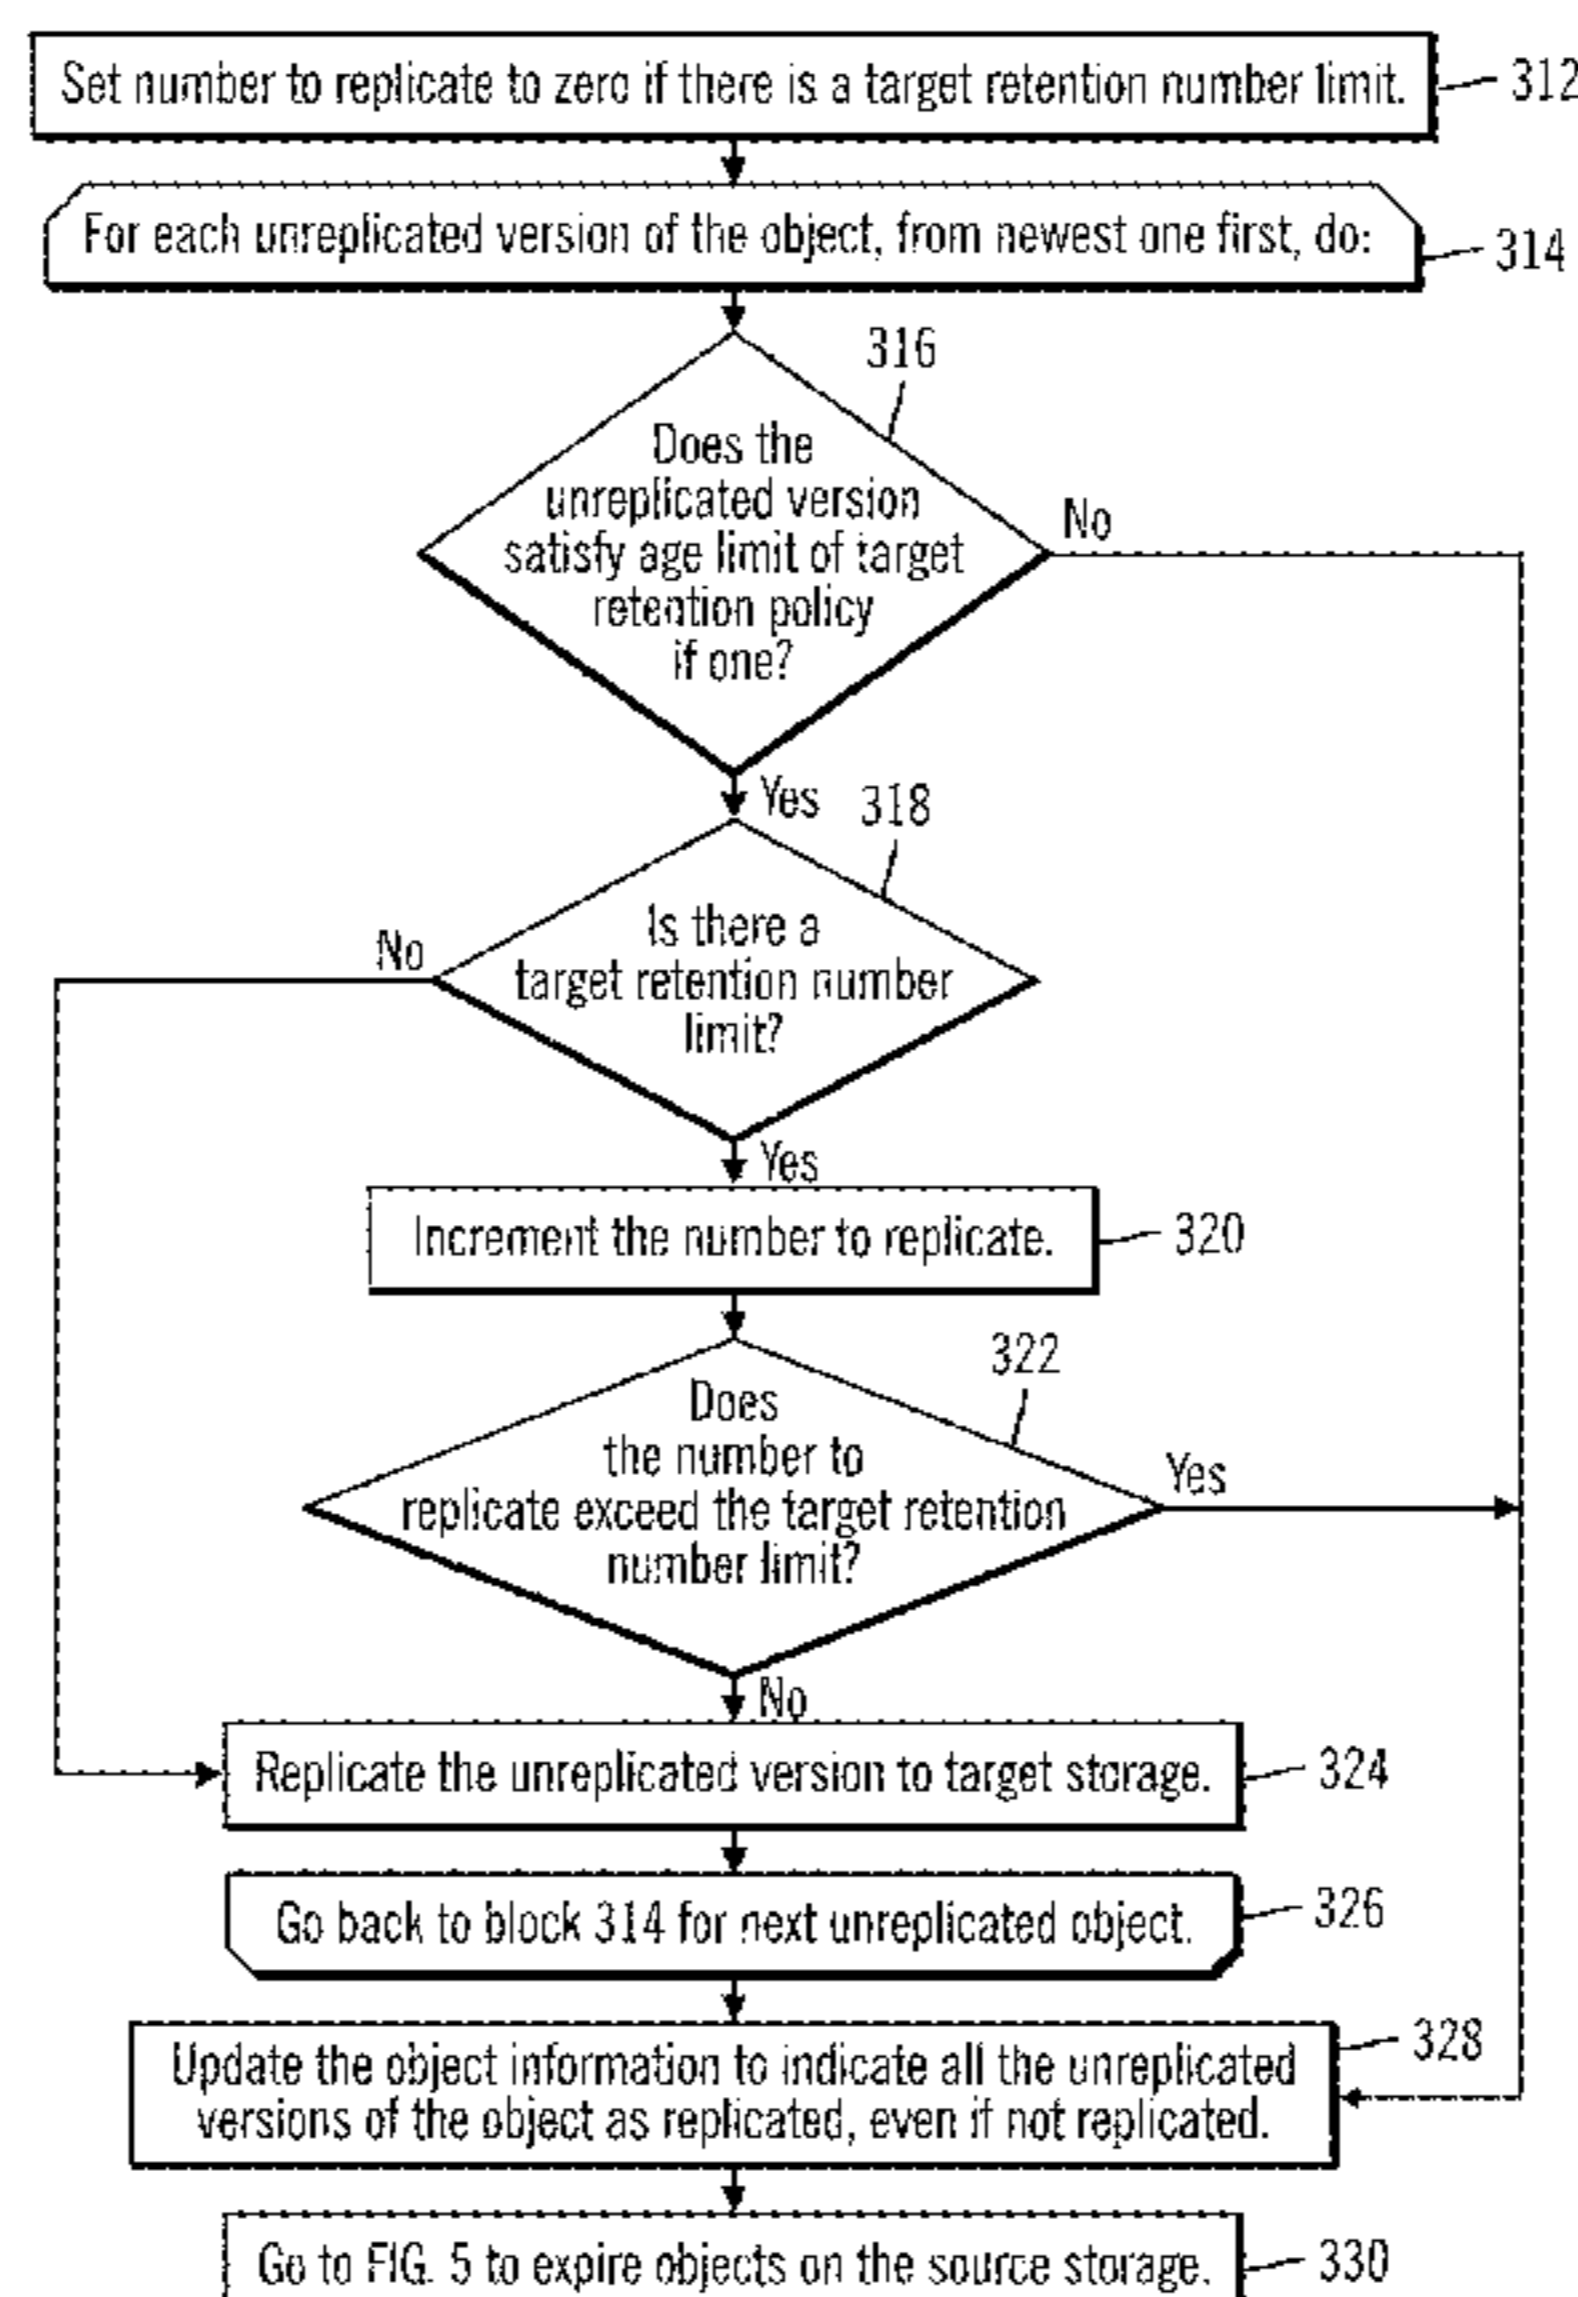 Set number to replicate to zero if there is a target retention number limit.
312
For each unreplicated version of the object, from newest one first, do:
314
316
Does the
unreplicated version
satisfy age limit of target
retention policy
if one?
No
Yes
318
Is there a
target retention number
limit?
No
Yes
Increment the number to replicate.
320
322
Does
the number to
replicate exceed the target retention
number limit?
Yes
No
Replicate the unreplicated version to target storage.
324
Go back to block 314 for next unreplicated object.
326
Update the object information to indicate all the unreplicated
versions of the object as replicated, even if not replicated.
328
Go to FIG. 5 to expire objects on the source storage.
330